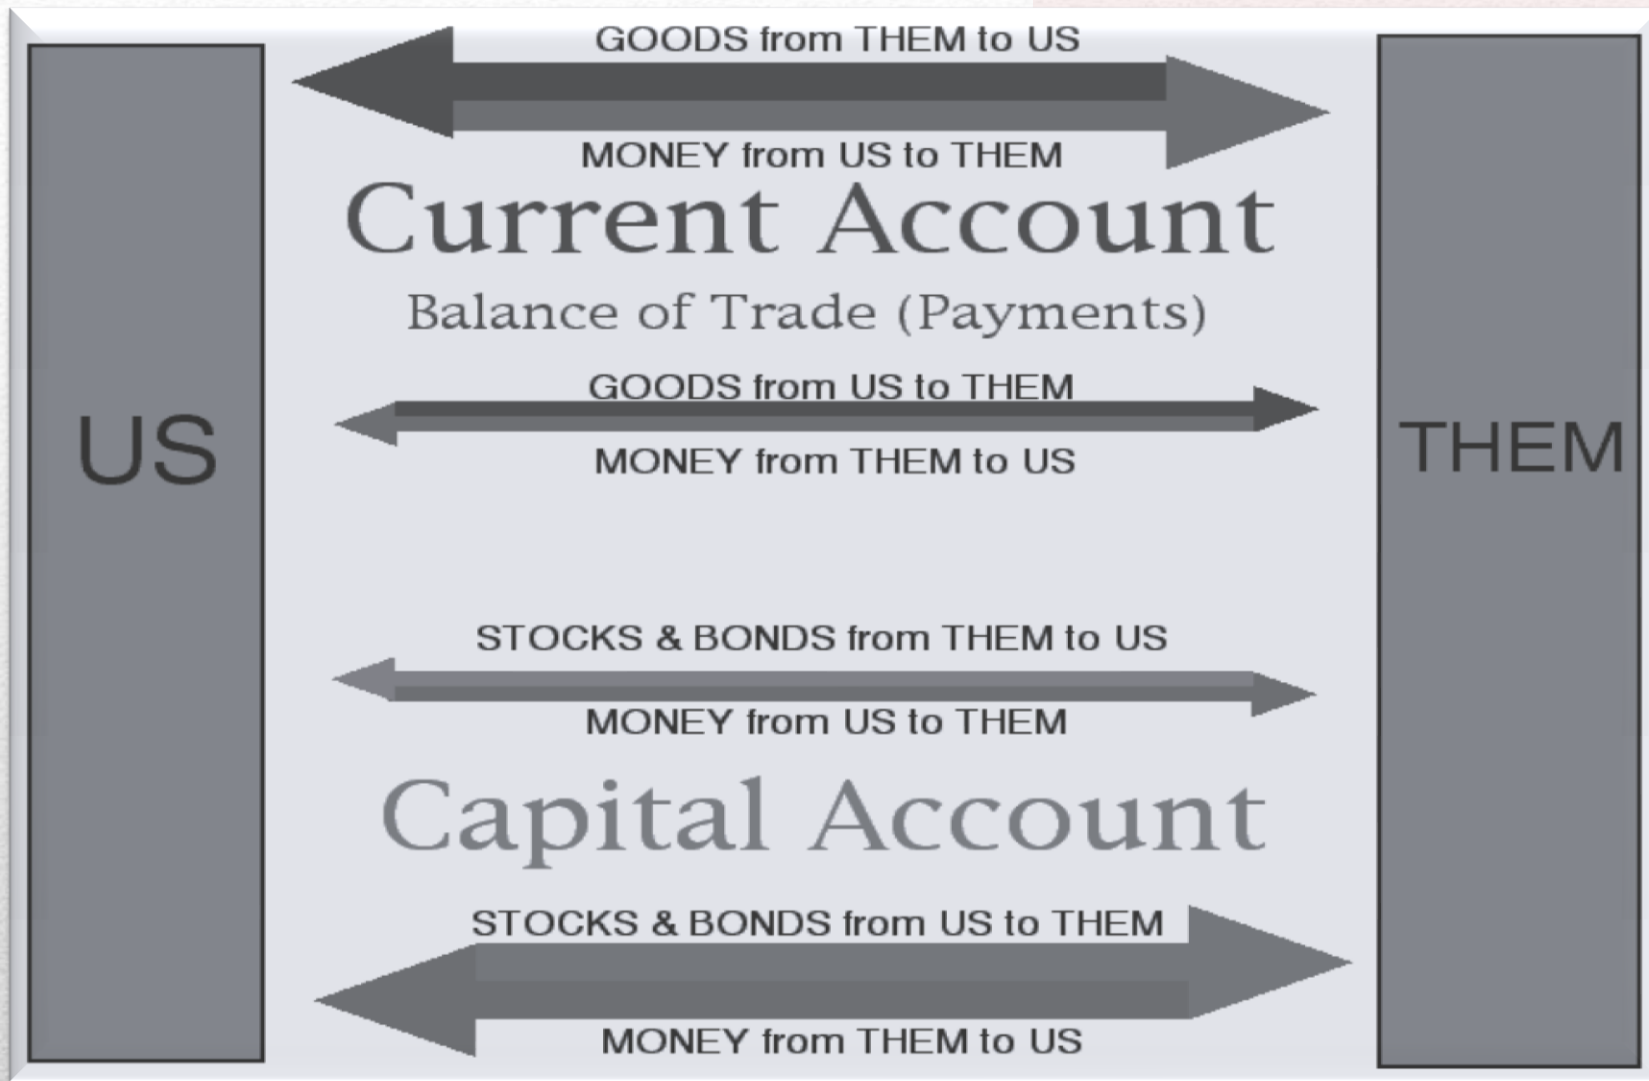 GOODS from THEM to US
MONEY from US to THEM
Current Account
Balance of Trade (Payments)
GOODS from US to THEM
MONEY from THEM to US
US
THEM
STOCKS & BONDS from THEM to US
MONEY from US to THEM
Capital Account
STOCKS & BONDS from US to THEM
MONEY from THEM to US